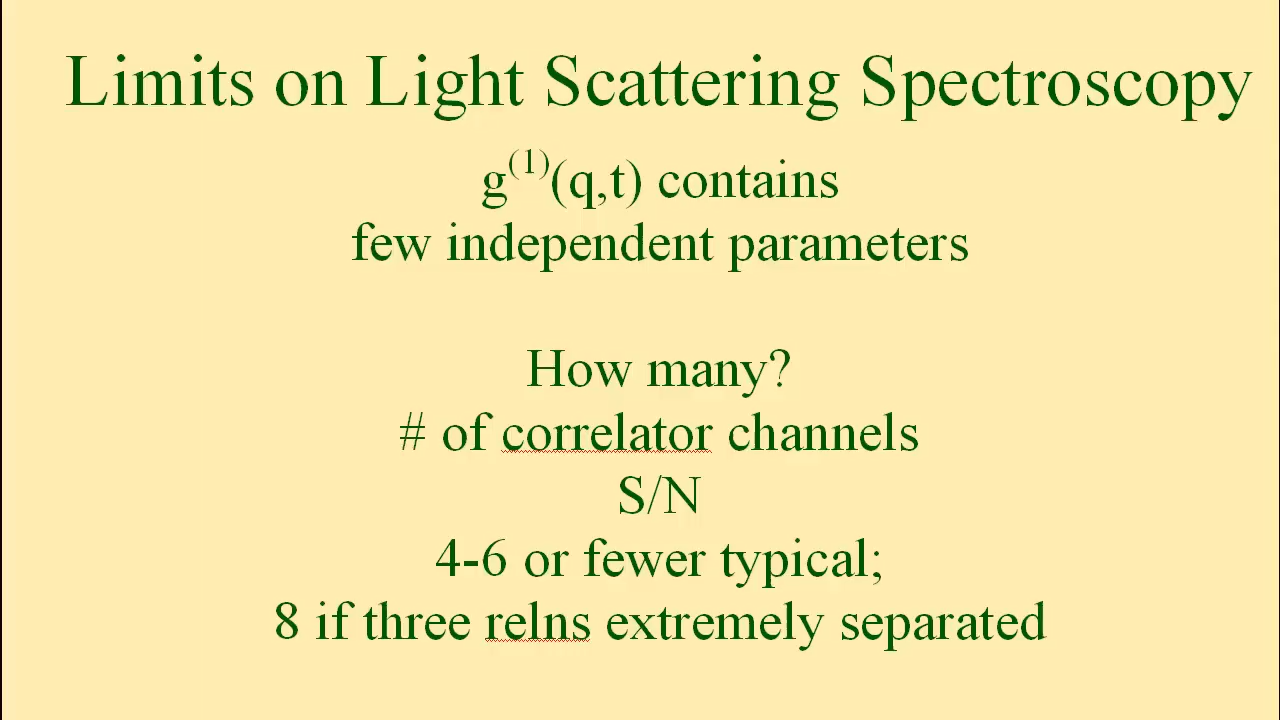 Limits on Light Scattering Spectroscopy
g(1)(q,t) contains
few independent parameters
How many?
# of correlator channels
S/N
4-6 or fewer typical;
8 if three relns extremely separated